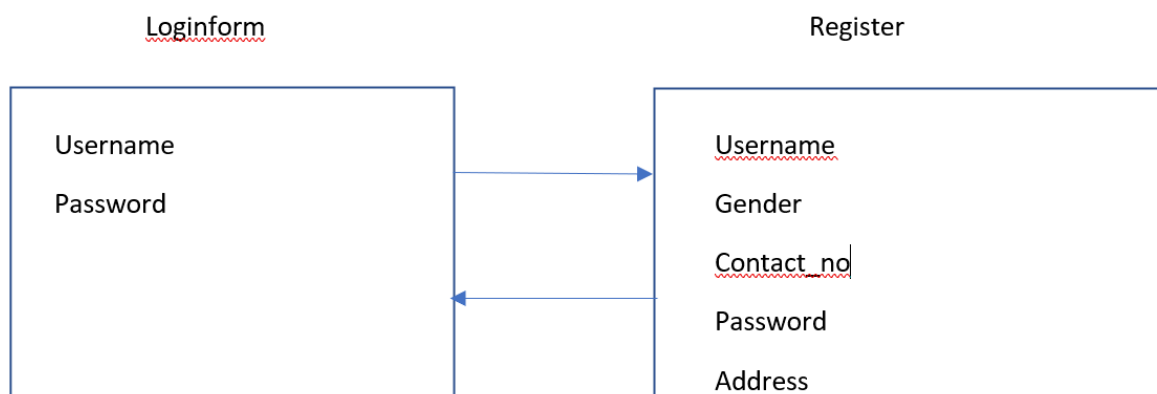 Loginform
Register
Username
Password
Username
Gender
Contact_no
Password
Address